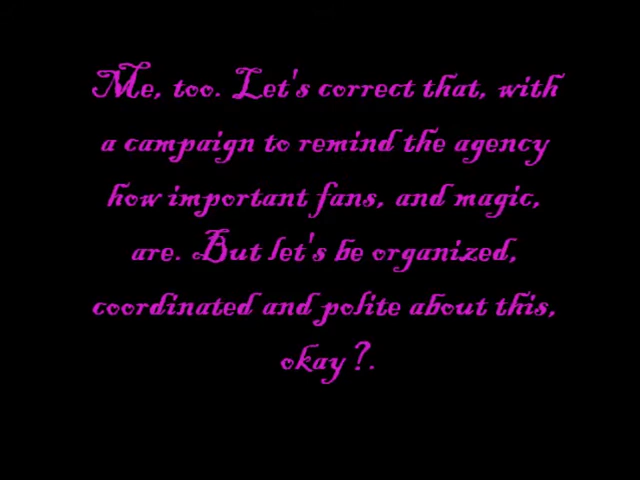 Me, too. Let's correct that, with
a campaign to remind the agency
how important fans, and magic,
are. But let's be organized,
coordinated and polite about this,
okay?.